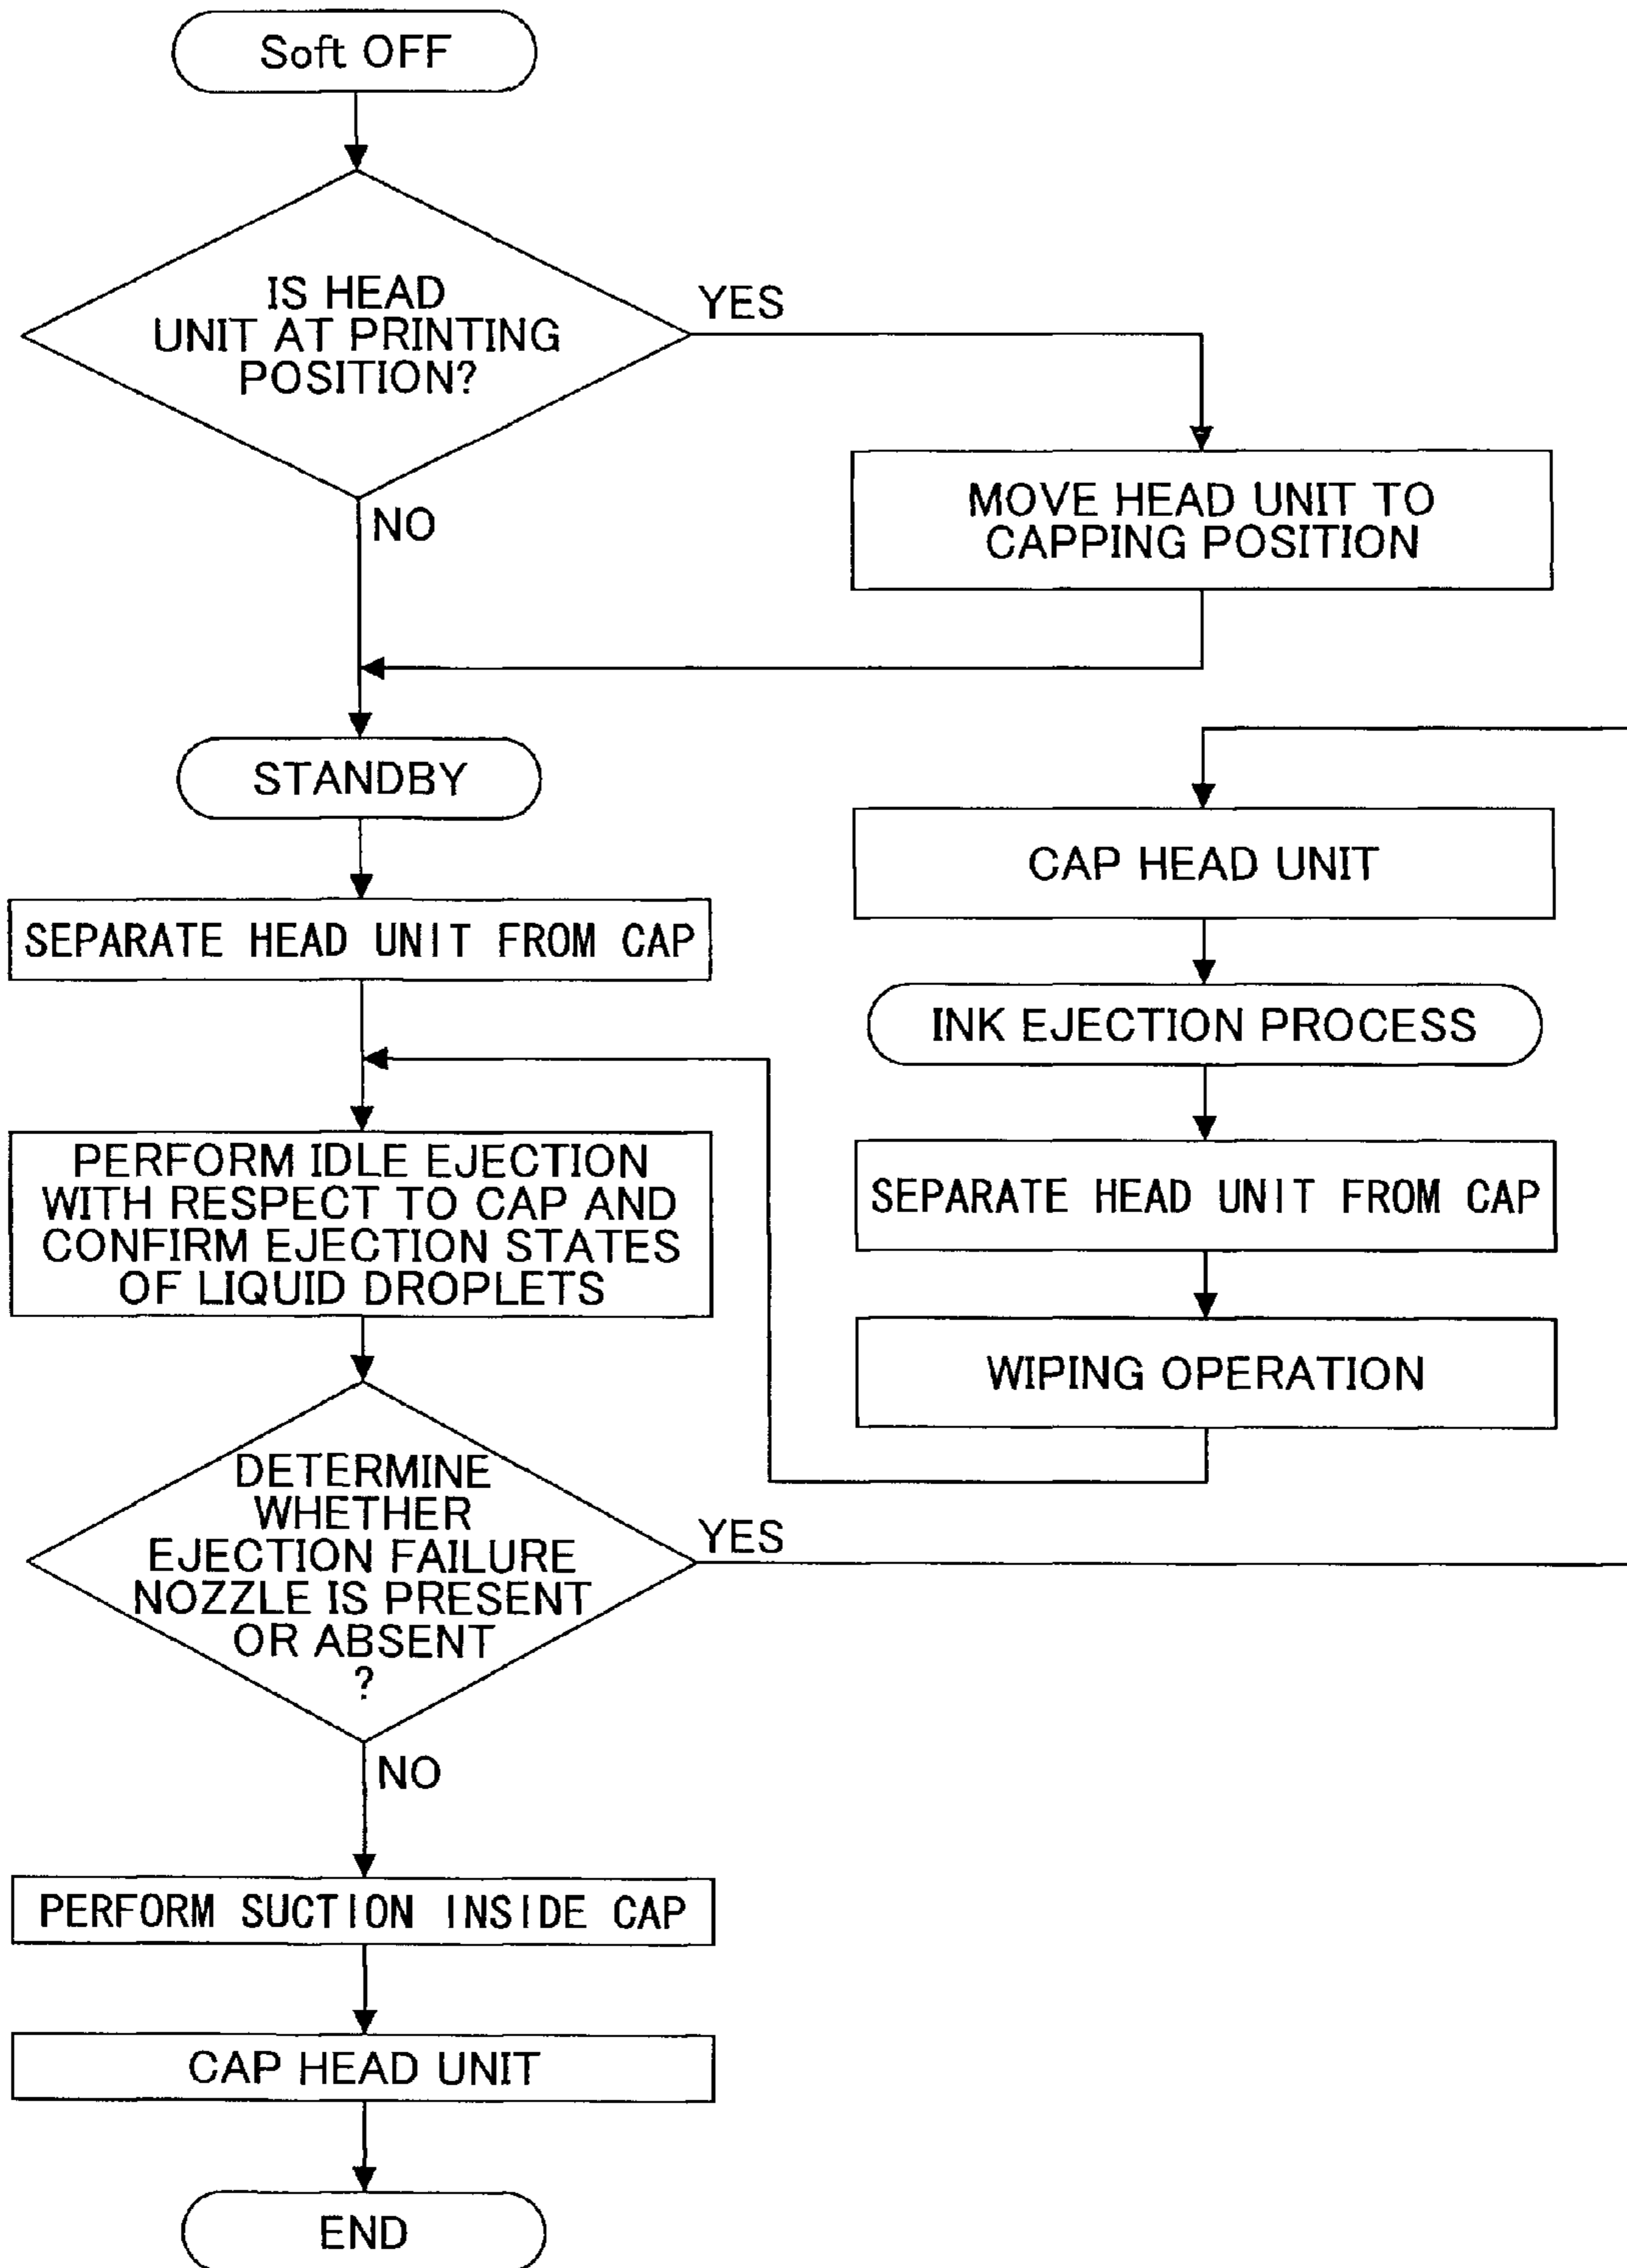 Soft OFF
IS HEAD
UNIT AT PRINTING
POSITION?
YES
NO
MOVE HEAD UNIT TO
CAPPING POSITION
STANDBY
SEPARATE HEAD UNIT FROM CAP
PERFORM IDLE EJECTION
WITH RESPECT TO CAP AND
CONFIRM EJECTION STATES
OF LIQUID DROPLETS
DETERMINE
WHETHER
EJECTION FAILURE
NOZZLE IS PRESENT
OR ABSENT
?
YES
NO
CAP HEAD UNIT
INK EJECTION PROCESS
SEPARATE HEAD UNIT FROM CAP
WIPING OPERATION
PERFORM SUCTION INSIDE CAP
CAP HEAD UNIT
END